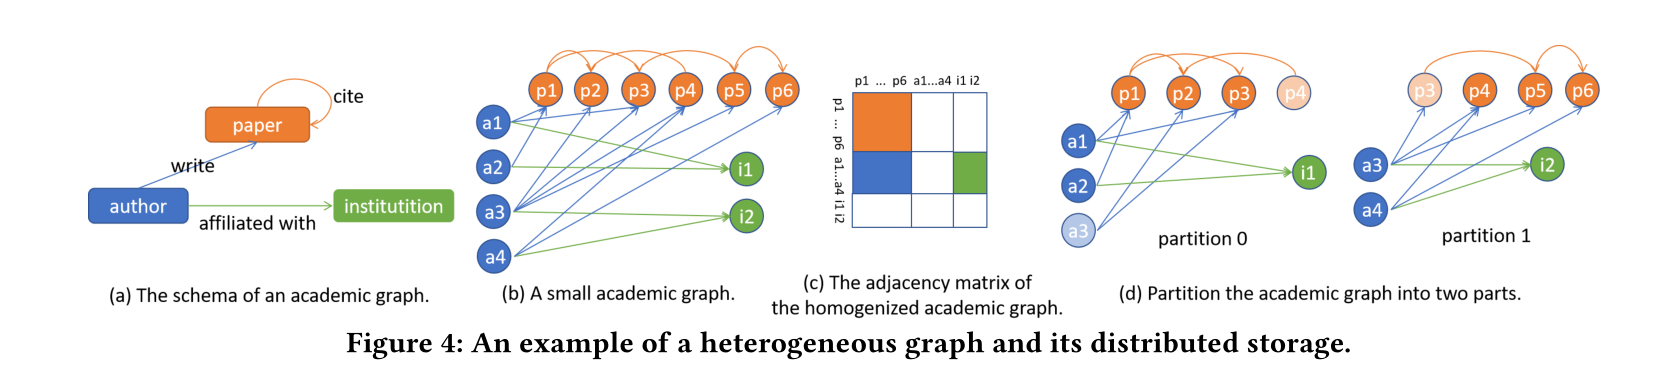 paper
cite
write
author
institutition
affiliated with
(a) The schema of an academic graph.
p1 p2 p3 p4 p5 p6
a1
a2
a3
a4
i1
i2
(b) A small academic graph.
p1 ... p6 a1...a4 i1 i2
p1 ... p6 a1...a4 i1 i2
(c) The adjacency matrix of
the homogenized academic graph.
p1 p2 p3 p4
a1
a2
a3
i1
partition 0
p3 p4 p5 p6
a3
a4
i2
partition 1
(d) Partition the academic graph into two parts.
Figure 4: An example of a heterogeneous graph and its distributed storage.